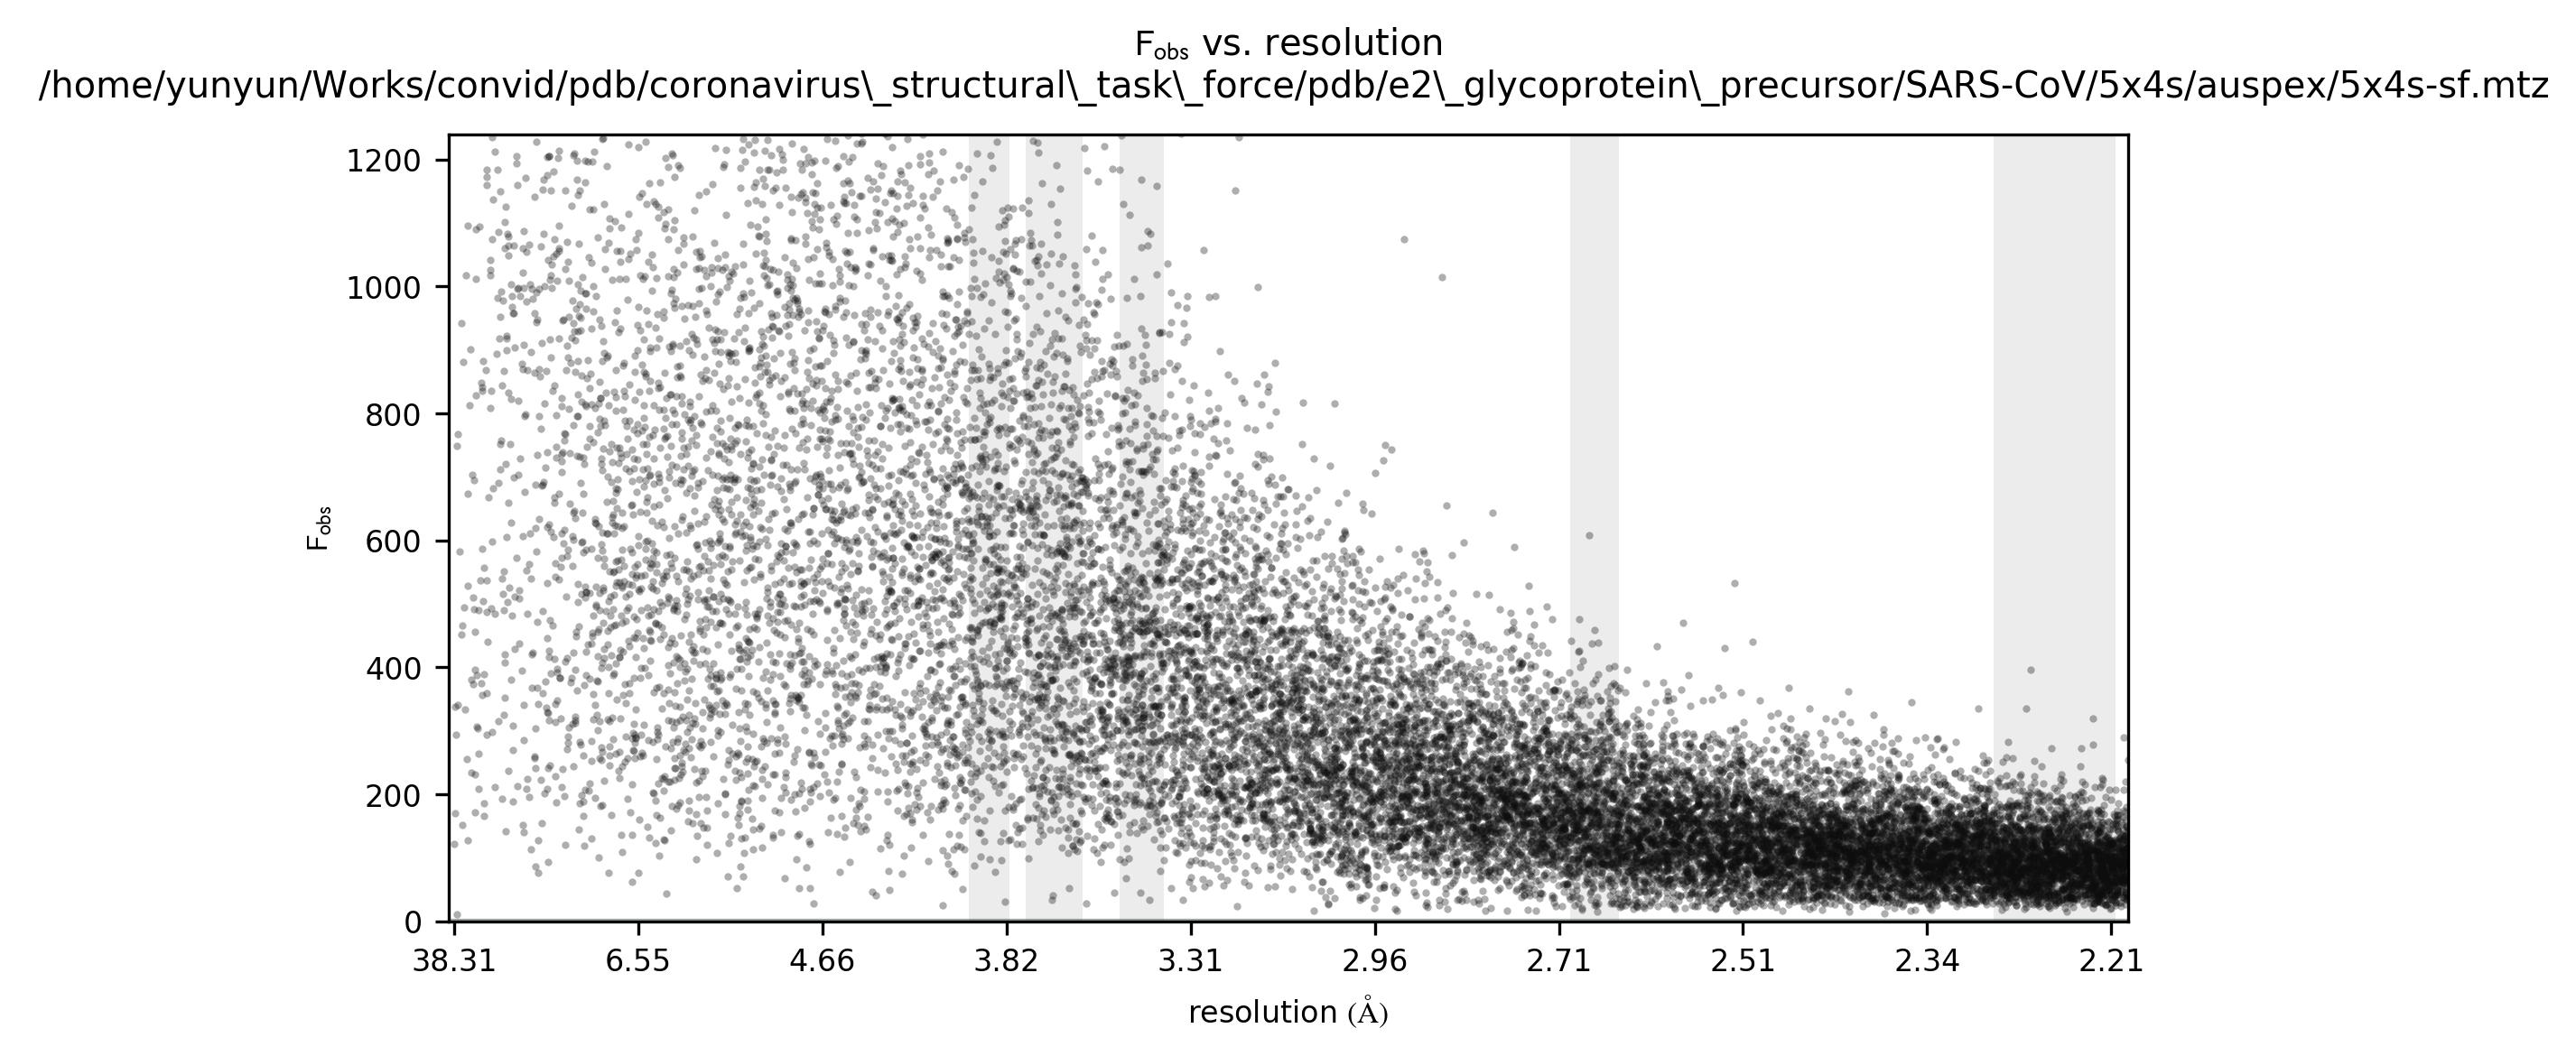 Fobs vs. resolution
/home/yunyun/Works/convid/pdb/coronavirus\_structural\_task\_force/pdb/e2\_glycoprotein\_precursor/SARS-CoV/5x4s/auspex/5x4s-sf.mtz
1200
1000
800
600
400
200
0
Fobs
38.31 6.55 4.66 3.82 3.31 2.96 2.71 2.51 2.34 2.21
resolution (Å)